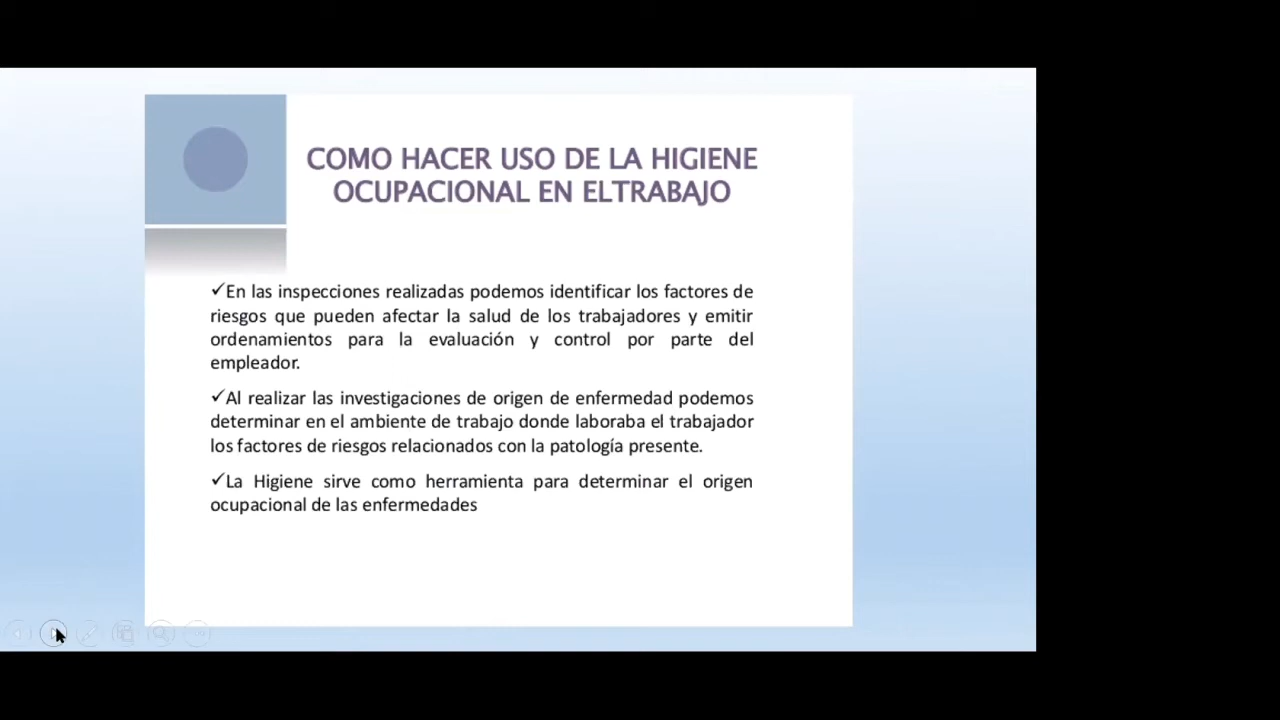 COMO HACER USO DE LA HIGIENE
OCUPACIONAL EN ELTRABAJO
✓En las inspecciones realizadas podemos identificar los factores de
riesgos que pueden afectar la salud de los trabajadores y emitir
ordenamientos para la evaluación y control por parte del
empleador.
✓Al realizar las investigaciones de origen de enfermedad podemos
determinar en el ambiente de trabajo donde laboraba el trabajador
los factores de riesgos relacionados con la patología presente.
✓La Higiene sirve como herramienta para determinar el origen
ocupacional de las enfermedades